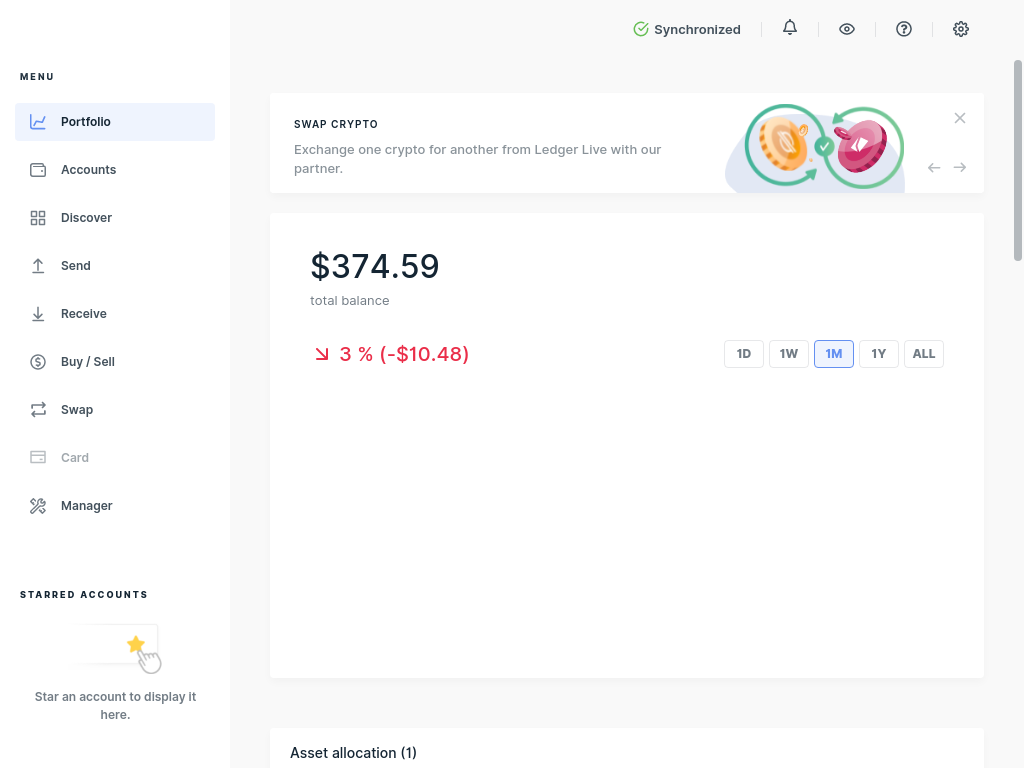 Synchronized
MENU
Portfolio
Accounts
Discover
Send
Receive
Buy / Sell
Swap
Card
Manager
STARRED ACCOUNTS
Star an account to display it
here.
SWAP CRYPTO
Exchange one crypto for another from Ledger Live with our
partner.
$374.59
total balance
3 % (-$10.48)
1D 1W 1M 1Y ALL
Asset allocation (1)